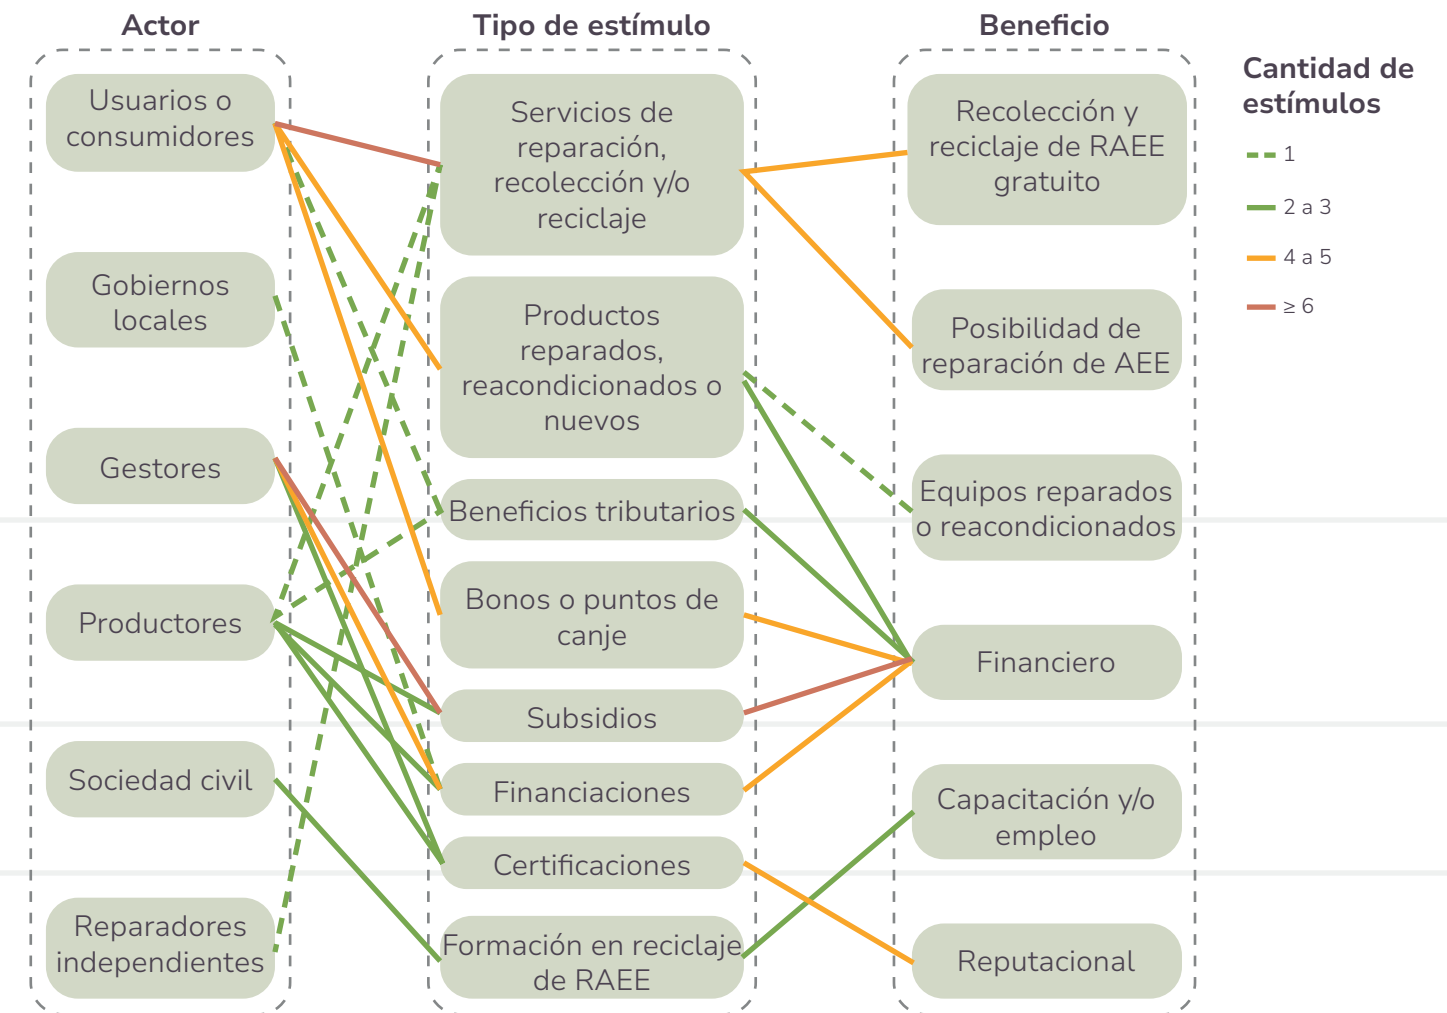 Actor
Usuarios o
consumidores
Gobiernos
locales
Gestores
Productores
Sociedad civil
Reparadores
independientes
Tipo de estímulo
Servicios de
reparación,
recolección y/o
reciclaje
Productos
reparados,
reacondicionados o
nuevos
Beneficios tributarios
Bonos o puntos de
canje
Subsidios
Financiaciones
Certificaciones
Formación en reciclaje
de RAEE
Beneficio
Recolección y
reciclaje de RAEE
gratuito
Posibilidad de
reparación de AEE
Equipos reparados
o reacondicionados
Financiero
Capacitación y/o
empleo
Reputacional
Cantidad de
estímulos
1
2 a 3
4 a 5
≥ 6